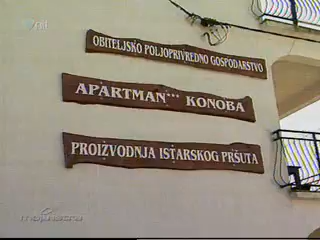 OBITELJSKO POLJOPRIVREDNO GOSPODARSTVO
APARTMAN*** KONOBA
PROIZVODNJA ISTARSKOG PRŠUTA